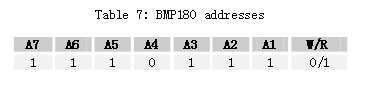 Table 7: BMP180 addresses
A7 A6 A5 A4 A3 A2 A1 W/R
1 1 1 0 1 1 1 0/1